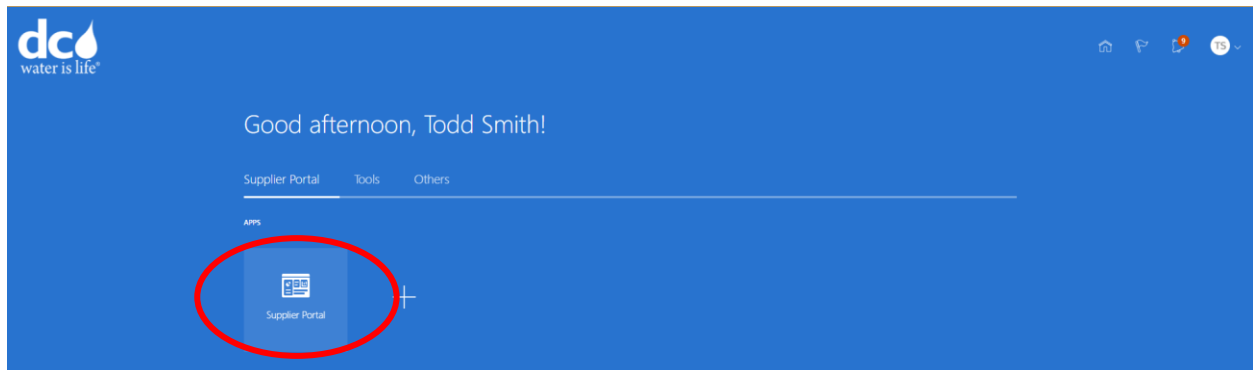 dc
water is life®
9
TS
Good afternoon, Todd Smith!
Supplier Portal Tools Others
APPS
Supplier Portal